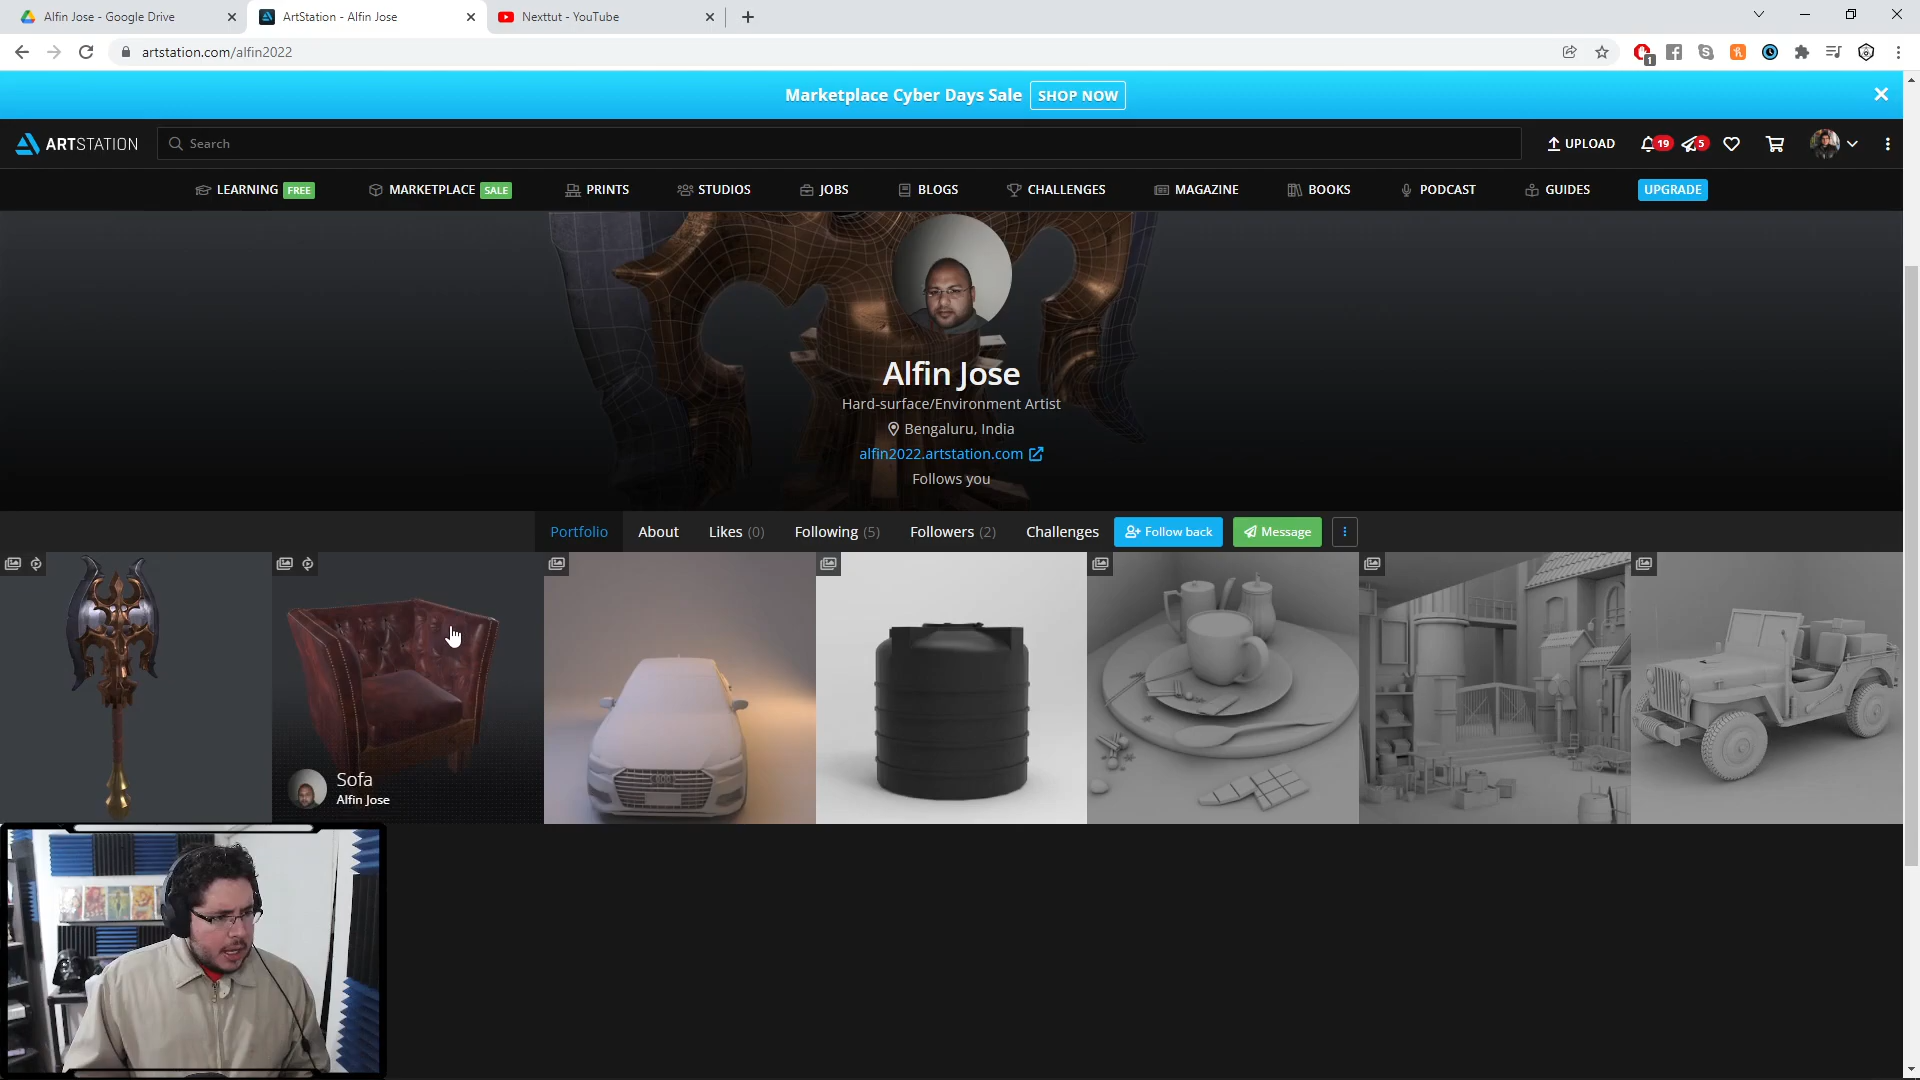 Alfin Jose - Google Drive
ArtStation - Alfin Jose
Nexttut - YouTube
artstation.com/alfin2022
1
Marketplace Cyber Days Sale SHOP NOW
ARTSTATION
Search
UPLOAD
19
5
LEARNING FREE
MARKETPLACE SALE
PRINTS
STUDIOS
JOBS
BLOGS
CHALLENGES
MAGAZINE
BOOKS
PODCAST
GUIDES
UPGRADE
Alfin Jose
Hard-surface/Environment Artist
Bengaluru, India
alfin2022.artstation.com
Follows you
Portfolio
About
Likes (0)
Following (5)
Followers (2)
Challenges
Follow back
Message
Sofa
Alfin Jose